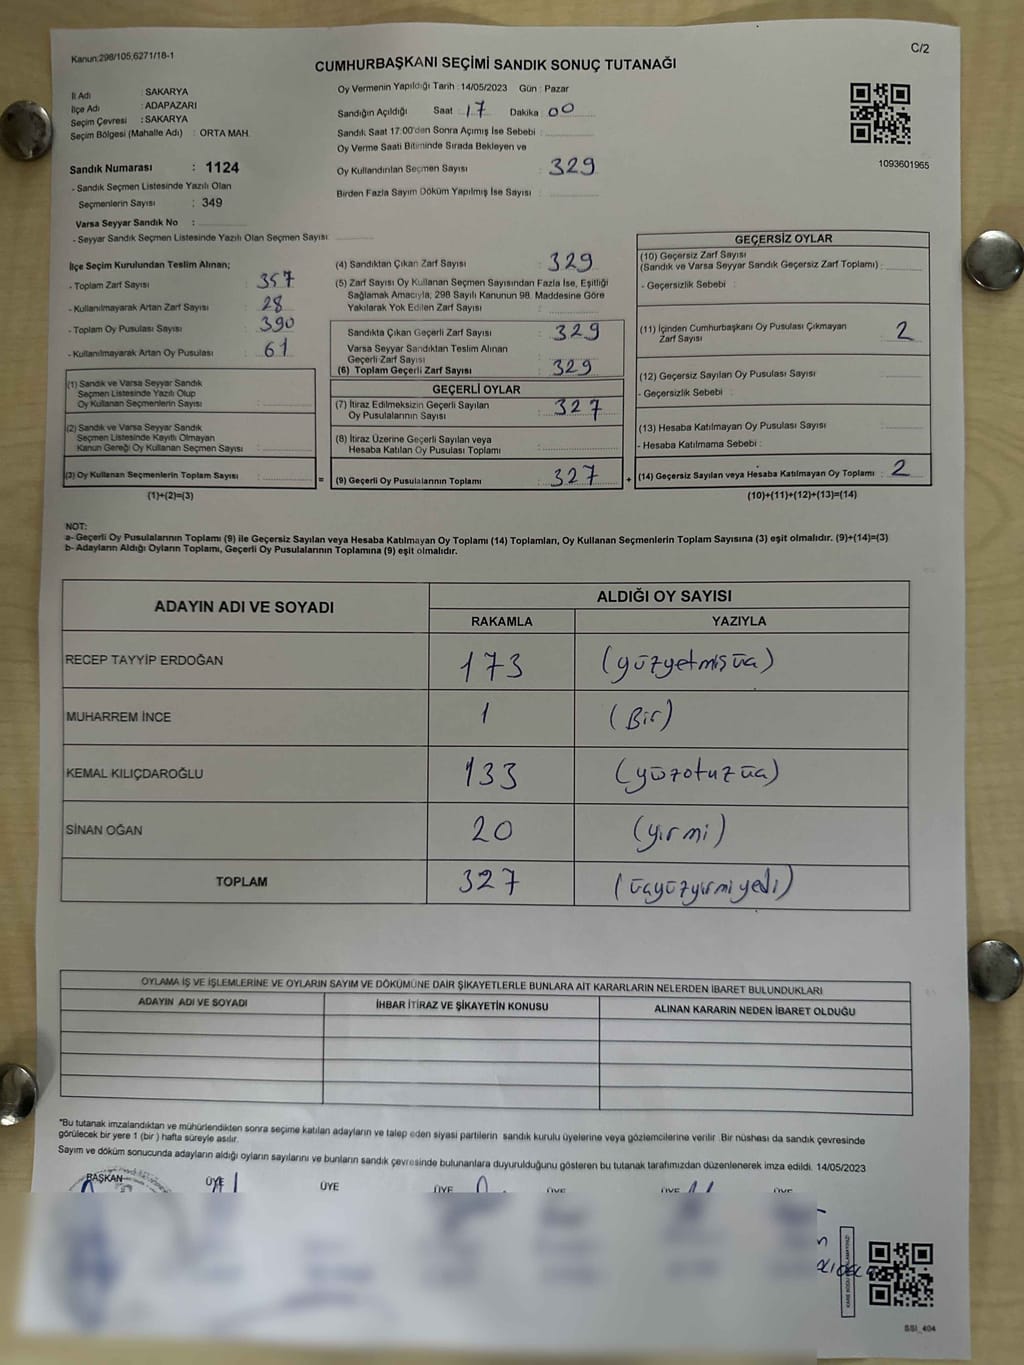 Kanun:298/105;6271/18-1
C/2
CUMHURBAŞKANI SEÇİMİ SANDIK SONUÇ TUTANAĞI
İl Adı : SAKARYA
İlçe Adı : ADAPAZARI
Seçim Çevresi : SAKARYA
Seçim Bölgesi (Mahalle Adı) : ORTA MAH.
Sandık Numarası : 1124
- Sandık Seçmen Listesinde Yazılı Olan
Seçmenlerin Sayısı : 349
Varsa Seyyar Sandık No :
- Seyyar Sandık Seçmen Listesinde Yazılı Olan Seçmen Sayısı:
Oy Vermenin Yapıldığı Tarih : 14/05/2023 Gün : Pazar
Sandığın Açıldığı Saat : 17 Dakika : 00
Sandık Saat 17:00'den Sonra Açımış İse Sebebi :
Oy Verme Saati Bitiminde Sırada Bekleyen ve
Oy Kullandırılan Seçmen Sayısı : 329
Birden Fazla Sayım Döküm Yapılmış İse Sayısı :
1093601965
İlçe Seçim Kurulundan Teslim Alınan;
- Toplam Zarf Sayısı : 357
- Kullanılmayarak Artan Zarf Sayısı : 28
- Toplam Oy Pusulası Sayısı : 390
- Kullanılmayarak Artan Oy Pusulası : 61
(1) Sandık ve Varsa Seyyar Sandık
Seçmen Listesinde Yazılı Olup
Oy Kullanan Seçmenlerin Sayısı :
(2) Sandık ve Varsa Seyyar Sandık
Seçmen Listesinde Kayıtlı Olmayan
Kanun Gereği Oy Kullanan Seçmen Sayısı :
(3) Oy Kullanan Seçmenlerin Toplam Sayısı :
(1)+(2)=(3)
(4) Sandıktan Çıkan Zarf Sayısı : 329
(5) Zarf Sayısı Oy Kullanan Seçmen Sayısından Fazla İse, Eşitliği
Sağlamak Amacıyla, 298 Sayılı Kanunun 98. Maddesine Göre
Yakılarak Yok Edilen Zarf Sayısı :
Sandıkta Çıkan Geçerli Zarf Sayısı : 329
Varsa Seyyar Sandıktan Teslim Alınan
Geçerli Zarf Sayısı :
(6) Toplam Geçerli Zarf Sayısı : 329
GEÇERLİ OYLAR
(7) İtiraz Edilmeksizin Geçerli Sayılan
Oy Pusulalarının Sayısı : 327
(8) İtiraz Üzerine Geçerli Sayılan veya
Hesaba Katılan Oy Pusulası Toplamı :
= (9) Geçerli Oy Pusulalarının Toplamı : 327 +
GEÇERSİZ OYLAR
(10) Geçersiz Zarf Sayısı
(Sandık ve Varsa Seyyar Sandık Geçersiz Zarf Toplamı) :
- Geçersizlik Sebebi :
(11) İçinden Cumhurbaşkanı Oy Pusulası Çıkmayan
Zarf Sayısı : 2
(12) Geçersiz Sayılan Oy Pusulası Sayısı :
- Geçersizlik Sebebi :
(13) Hesaba Katılmayan Oy Pusulası Sayısı :
- Hesaba Katılmama Sebebi :
(14) Geçersiz Sayılan veya Hesaba Katılmayan Oy Toplamı : 2
(10)+(11)+(12)+(13)=(14)
NOT:
a- Geçerli Oy Pusulalarının Toplamı (9) ile Geçersiz Sayılan veya Hesaba Katılmayan Oy Toplamı (14) Toplamları, Oy Kullanan Seçmenlerin Toplam Sayısına (3) eşit olmalıdır. (9)+(14)=(3)
b- Adayların Aldığı Oyların Toplamı, Geçerli Oy Pusulalarının Toplamına (9) eşit olmalıdır.
ADAYIN ADI VE SOYADI
ALDIĞI OY SAYISI
RAKAMLA YAZIYLA
RECEP TAYYİP ERDOĞAN 173 (yüzyetmişüç)
MUHARREM İNCE 1 (Bir)
KEMAL KILIÇDAROĞLU 133 (yüzotuzüç)
SİNAN OĞAN 20 (yirmi)
TOPLAM 327 (üçyüzyirmiyedi)
OYLAMA İŞ VE İŞLEMLERİNE VE OYLARIN SAYIM VE DÖKÜMÜNE DAİR ŞİKAYETLERLE BUNLARA AİT KARARLARIN NELERDEN İBARET BULUNDUKLARI
ADAYIN ADI VE SOYADI İHBAR İTİRAZ VE ŞİKAYETİN KONUSU ALINAN KARARIN NEDEN İBARET OLDUĞU
"Bu tutanak imzalandıktan ve mühürlendikten sonra seçime katılan adayların ve talep eden siyasi partilerin sandık kurulu üyelerine veya gözlemcilerine verilir .Bir nüshası da sandık çevresinde
görülecek bir yere 1 (bir ) hafta süreyle asılır.
Sayım ve döküm sonucunda adayların aldığı oyların sayılarını ve bunların sandık çevresinde bulunanlara duyurulduğunu gösteren bu tutanak tarafımızdan düzenlenerek imza edildi. 14/05/2023
BAŞKAN ÜYE ÜYE ÜYE ÜYE ÜYE ÜYE
SSI_404